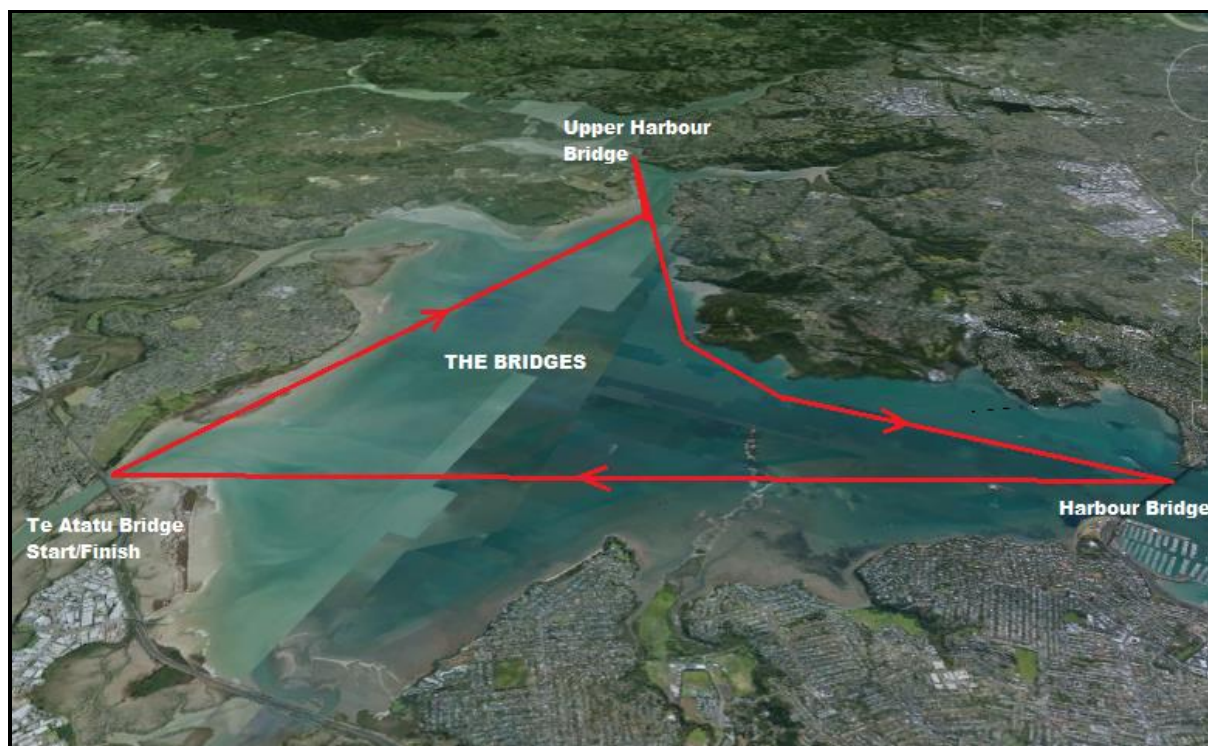 Upper Harbour
Bridge
THE BRIDGES
Harbour Bridge
Te Atatu Bridge
Start/Finish